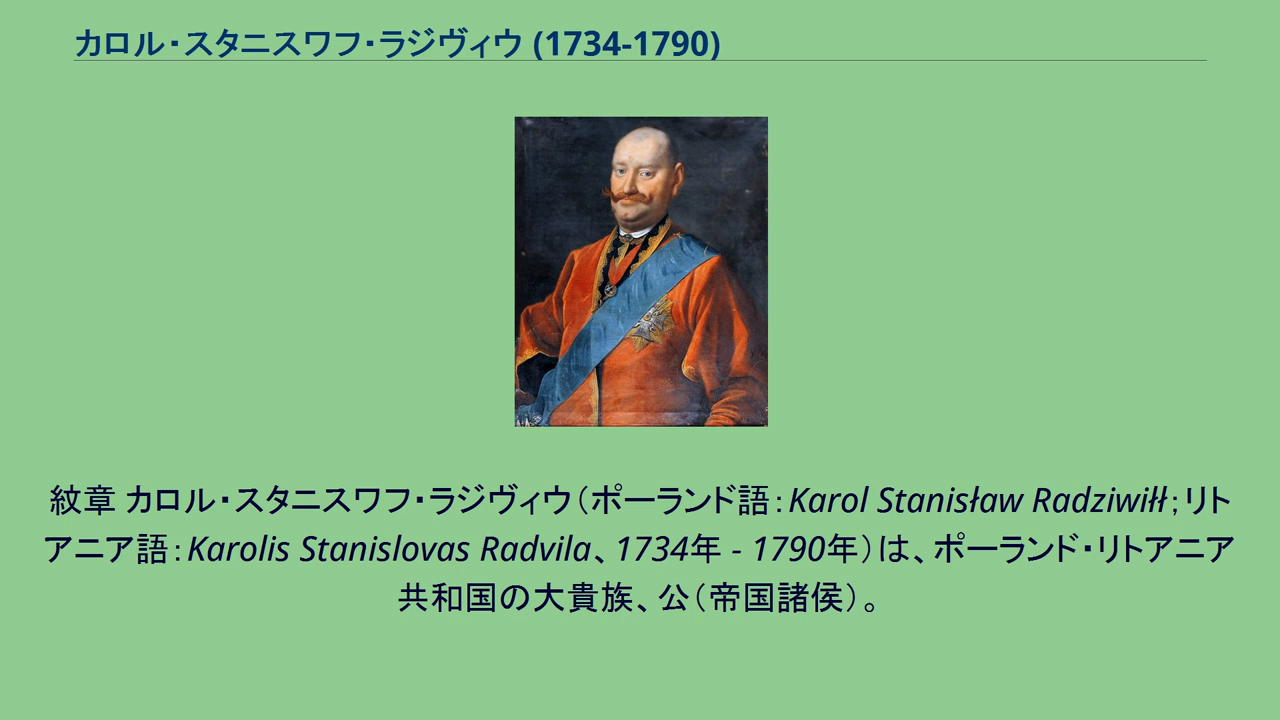 カロル・スタニスワフ・ラジヴィウ (1734-1790)
紋章 カロル・スタニスワフ・ラジヴィウ（ポーランド語：Karol Stanisław Radziwiłł；リト
アニア語：Karolis Stanislovas Radvila、1734年 - 1790年）は、ポーランド・リトアニア
共和国の大貴族、公（帝国諸侯）。